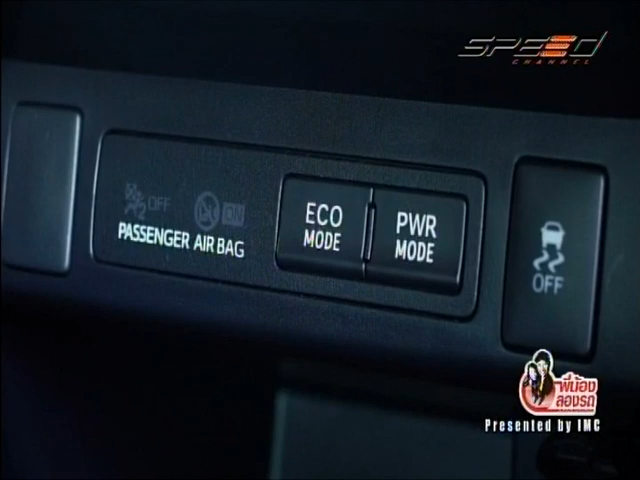 SPEED
CHANNEL
OFF
ON
PASSENGER AIR BAG
ECO
MODE
PWR
MODE
OFF
พี่น้อง
ลองรถ
Presented by IMC